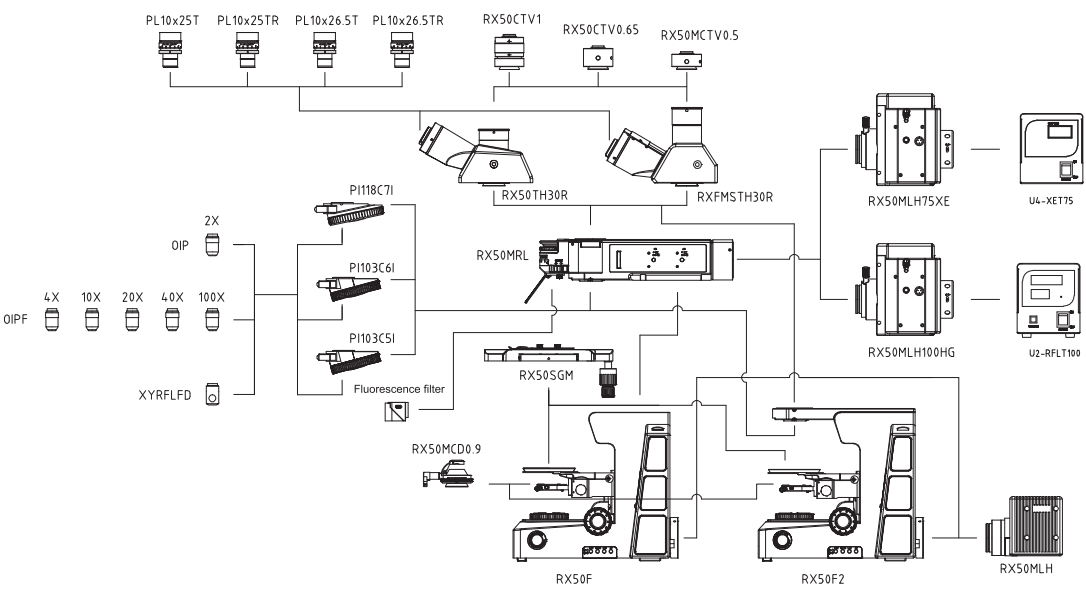 PL10x25T
PL10x25TR
PL10x26.5T
PL10x26.5TR
RX50CTV1
RX50CTV0.65
RX50MCTV0.5
RX50TH30R
RXFMSTH30R
RX50MLH75XE
U4-XET75
PI118C7I
2X
OIP
RX50MRL
PI103C6I
4X
10X
20X
40X
100X
OIPF
PI103C5I
RX50MLH100HG
U2-RFLT100
RX50SGM
XYRFLFD
Fluorescence filter
RX50MCD0.9
RX50F
RX50F2
RX50MLH